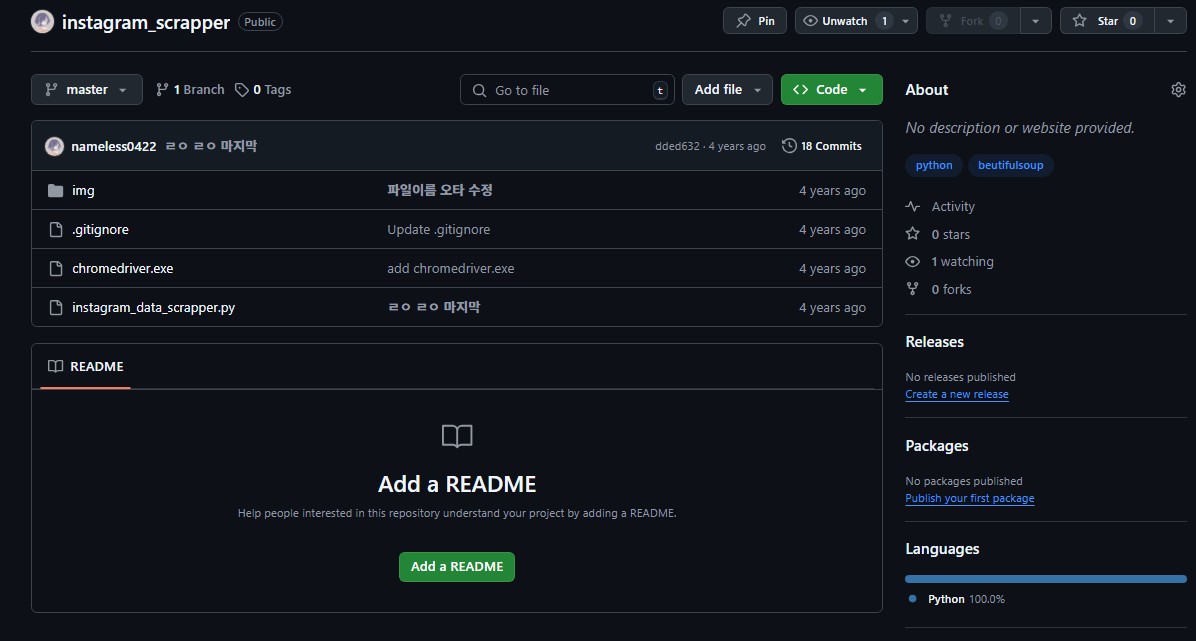 instagram_scrapper Public
Pin
Unwatch 1
Fork 0
Star 0
master
1 Branch
0 Tags
Go to file t
Add file
Code
nameless0422 ㄹㅇ ㄹㅇ 마지막
dded632 · 4 years ago
18 Commits
img 파일이름 오타 수정 4 years ago
.gitignore Update .gitignore 4 years ago
chromedriver.exe add chromedriver.exe 4 years ago
instagram_data_scrapper.py ㄹㅇ ㄹㅇ 마지막 4 years ago
README
Add a README
Help people interested in this repository understand your project by adding a README.
Add a README
About
No description or website provided.
python beutifulsoup
Activity
0 stars
1 watching
0 forks
Releases
No releases published
Create a new release
Packages
No packages published
Publish your first package
Languages
Python 100.0%